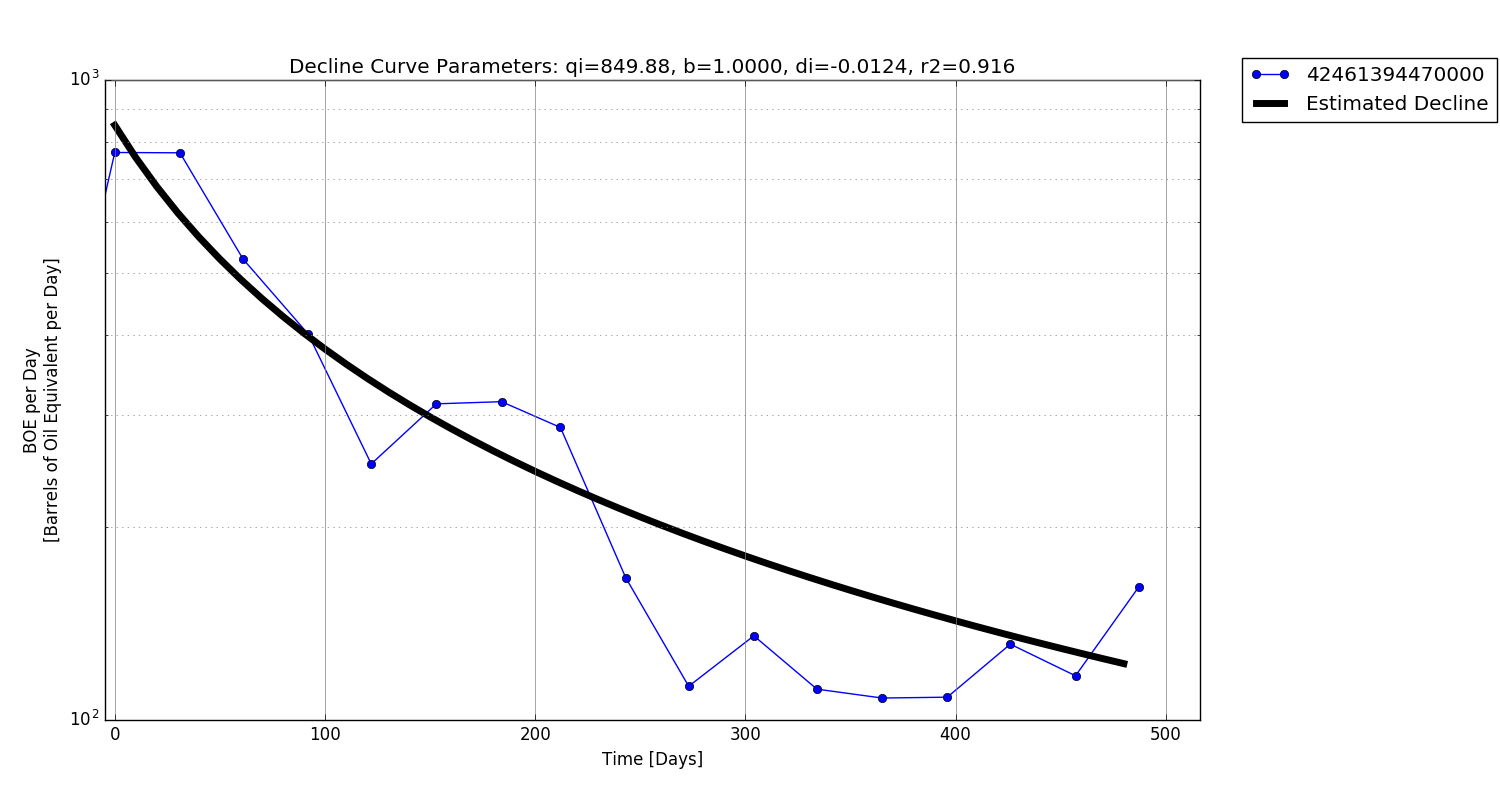 Decline Curve Parameters: qi=849.88, b=1.0000, di=-0.0124, r2=0.916
42461394470000
Estimated Decline
10³
10²
BOE per Day
[Barrels of Oil Equivalent per Day]
0 100 200 300 400 500
Time [Days]